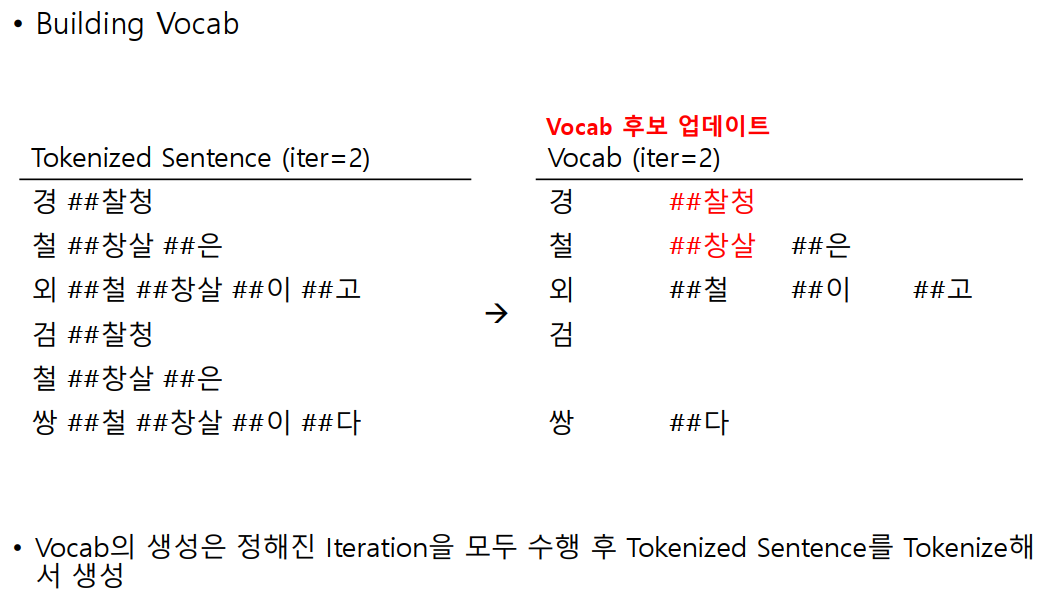 • Building Vocab
Vocab 후보 업데이트
Tokenized Sentence (iter=2)
Vocab (iter=2)
경 ##찰청
철 ##창살 ##은
외 ##철 ##창살 ##이 ##고
검 ##찰청
철 ##창살 ##은
쌍 ##철 ##창살 ##이 ##다
→
경 ##찰청
철 ##창살 ##은
외 ##철 ##이 ##고
검
쌍 ##다
• Vocab의 생성은 정해진 Iteration을 모두 수행 후 Tokenized Sentence를 Tokenize해
서 생성